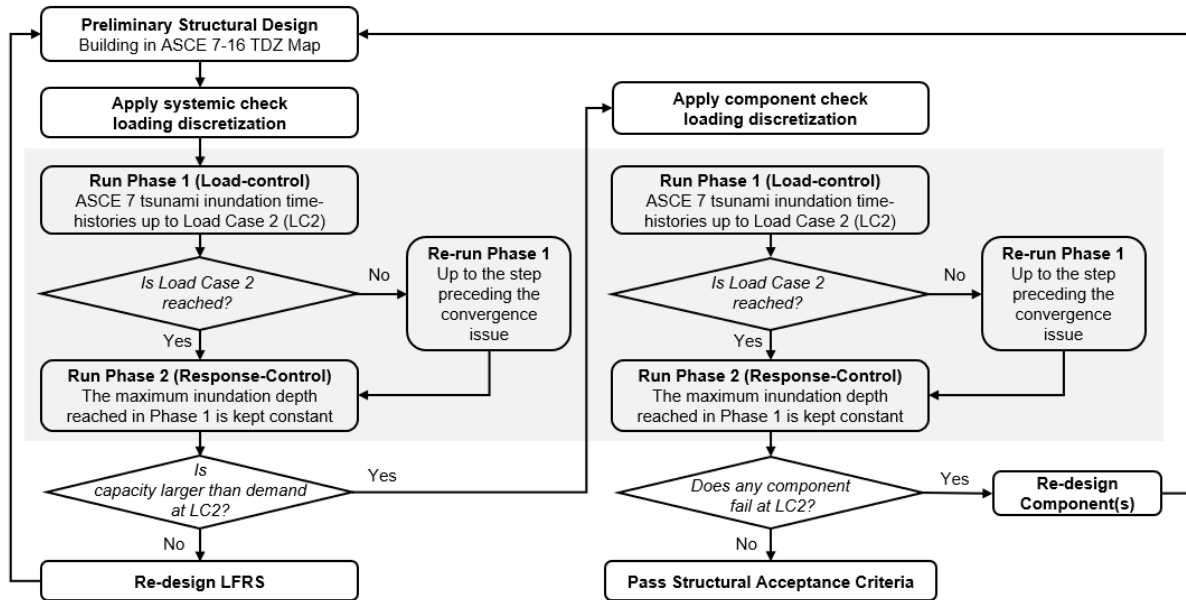 Preliminary Structural Design
Building in ASCE 7-16 TDZ Map
Apply systemic check
loading discretization
Run Phase 1 (Load-control)
ASCE 7 tsunami inundation time-
histories up to Load Case 2 (LC2)
Is Load Case 2
reached?
No
Re-run Phase 1
Up to the step
preceding the
convergence
issue
Yes
Run Phase 2 (Response-Control)
The maximum inundation depth
reached in Phase 1 is kept constant
Is
capacity larger than demand
at LC2?
Yes
No
Re-design LFRS
Apply component check
loading discretization
Run Phase 1 (Load-control)
ASCE 7 tsunami inundation time-
histories up to Load Case 2 (LC2)
Is Load Case 2
reached?
No
Re-run Phase 1
Up to the step
preceding the
convergence
issue
Yes
Run Phase 2 (Response-Control)
The maximum inundation depth
reached in Phase 1 is kept constant
Does any component
fail at LC2?
Yes
Re-design
Component(s)
No
Pass Structural Acceptance Criteria